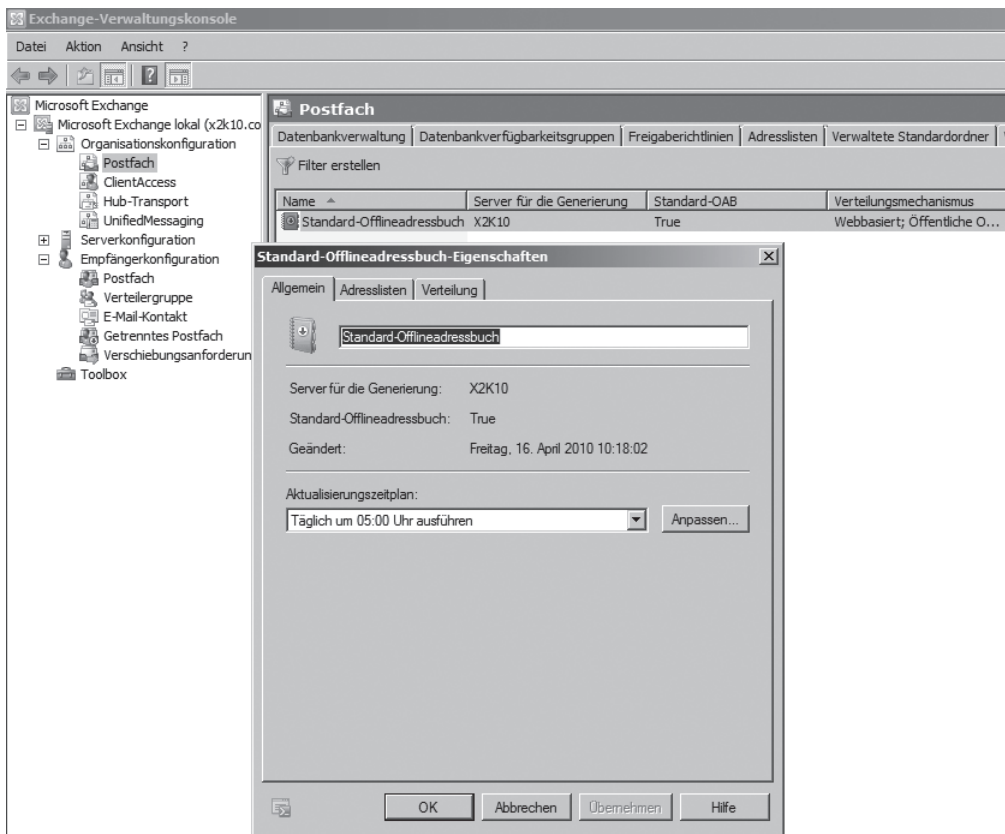 Exchange-Verwaltungskonsole
Datei Aktion Ansicht ?
Microsoft Exchange
Microsoft Exchange lokal (x2k10.co
Organisationskonfiguration
Postfach
ClientAccess
Hub-Transport
UnifiedMessaging
Serverkonfiguration
Empfängerkonfiguration
Postfach
Verteilergruppe
E-Mail-Kontakt
Getrenntes Postfach
Verschiebungsanforderun
Toolbox
Postfach
Datenbankverwaltung Datenbankverfügbarkeitsgruppen Freigaberichtlinien Adresslisten Verwaltete Standardordner
Filter erstellen
Name Server für die Generierung Standard-OAB Verteilungsmechanismus
Standard-Offlineadressbuch X2K10 True Webbasiert; Öffentliche O...
Standard-Offlineadressbuch-Eigenschaften
Allgemein Adresslisten Verteilung
Standard-Offlineadressbuch
Server für die Generierung: X2K10
Standard-Offlineadressbuch: True
Geändert: Freitag, 16. April 2010 10:18:02
Aktualisierungszeitplan:
Täglich um 05:00 Uhr ausführen Anpassen...
OK Abbrechen Übernehmen Hilfe